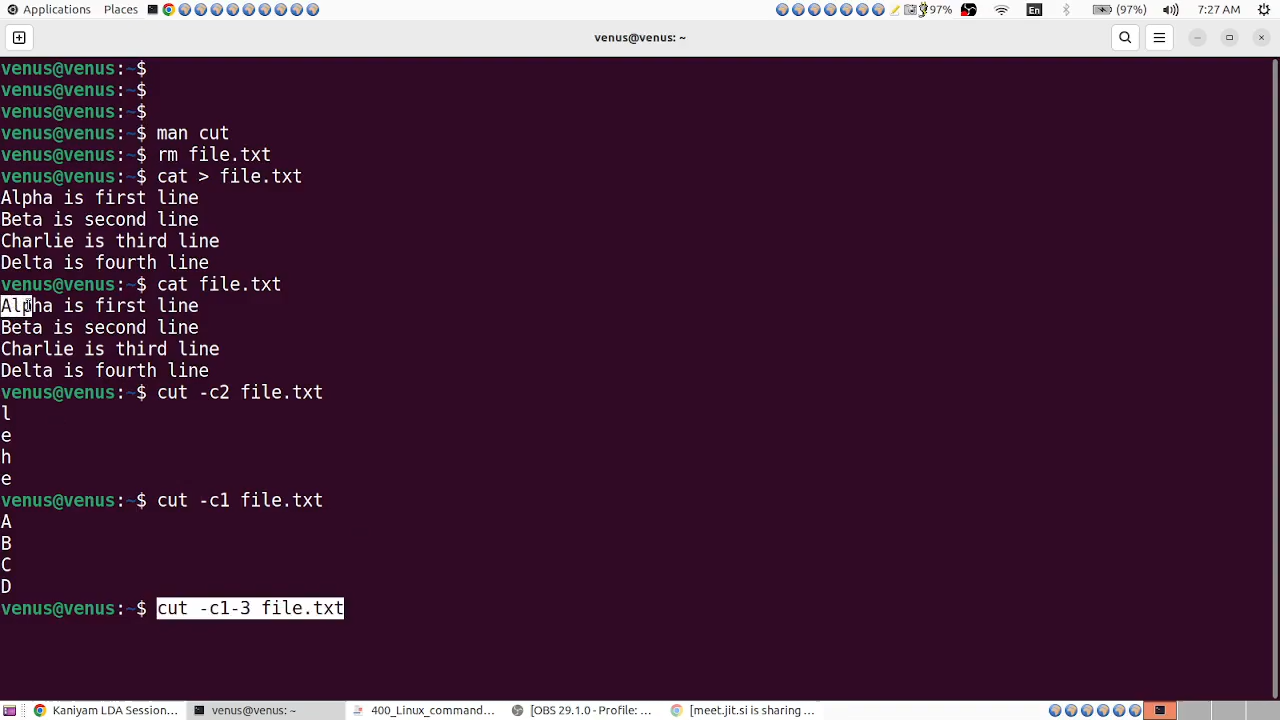 Applications Places 97% En (97%) 7:27 AM
venus@venus: ~
venus@venus:~$
venus@venus:~$
venus@venus:~$
venus@venus:~$ man cut
venus@venus:~$ rm file.txt
venus@venus:~$ cat > file.txt
Alpha is first line
Beta is second line
Charlie is third line
Delta is fourth line
venus@venus:~$ cat file.txt
Alpha is first line
Beta is second line
Charlie is third line
Delta is fourth line
venus@venus:~$ cut -c2 file.txt
l
e
h
e
venus@venus:~$ cut -c1 file.txt
A
B
C
D
venus@venus:~$ cut -c1-3 file.txt
Kaniyam LDA Session... venus@venus: ~ 400_Linux_command... [OBS 29.1.0 - Profile: ... [meet.jit.si is sharing ...